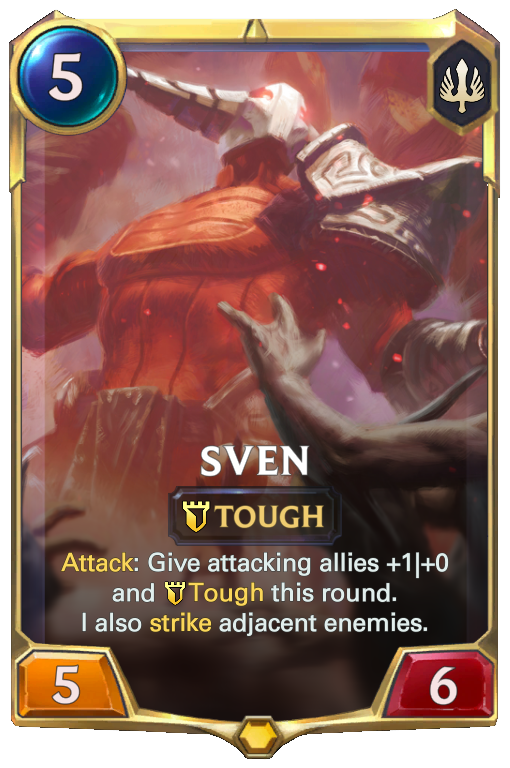 5
SVEN
TOUGH
Attack: Give attacking allies +1|+0
and Tough this round.
I also strike adjacent enemies.
5
6